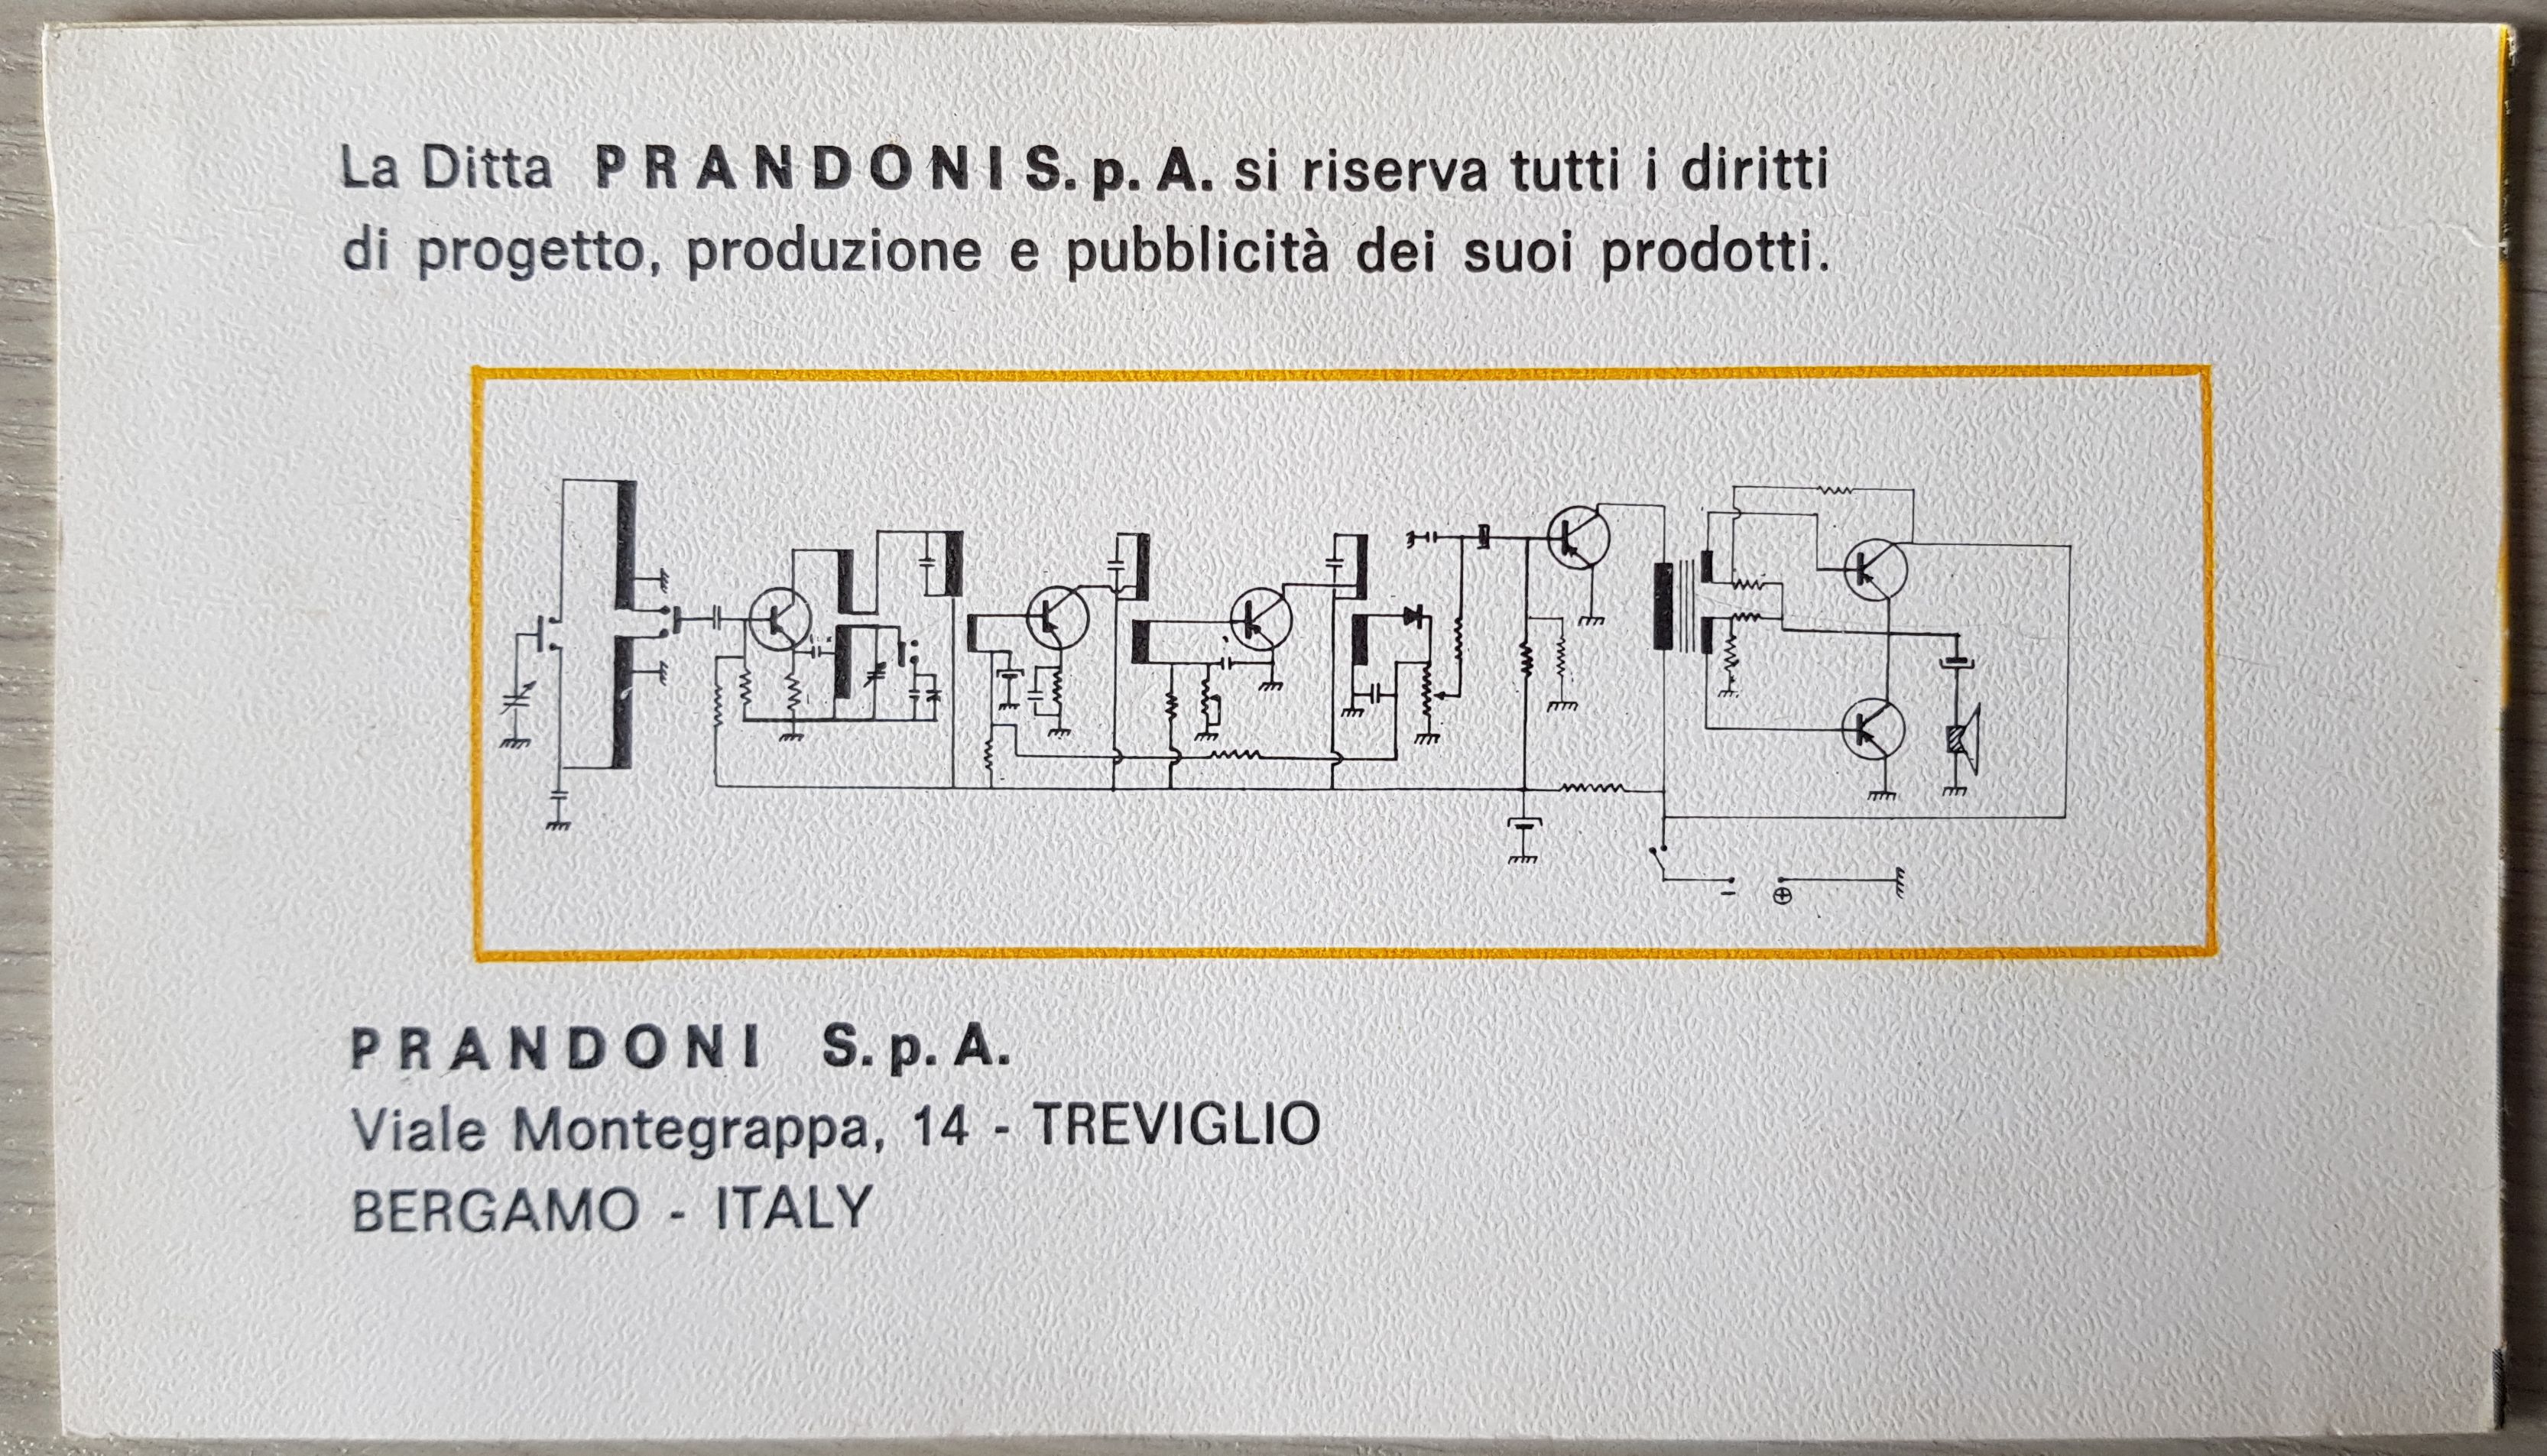 La Ditta PRANDONI S.p.A. si riserva tutti i diritti
di progetto, produzione e pubblicità dei suoi prodotti.
- ⊕
PRANDONI S.p.A.
Viale Montegrappa, 14 - TREVIGLIO
BERGAMO - ITALY